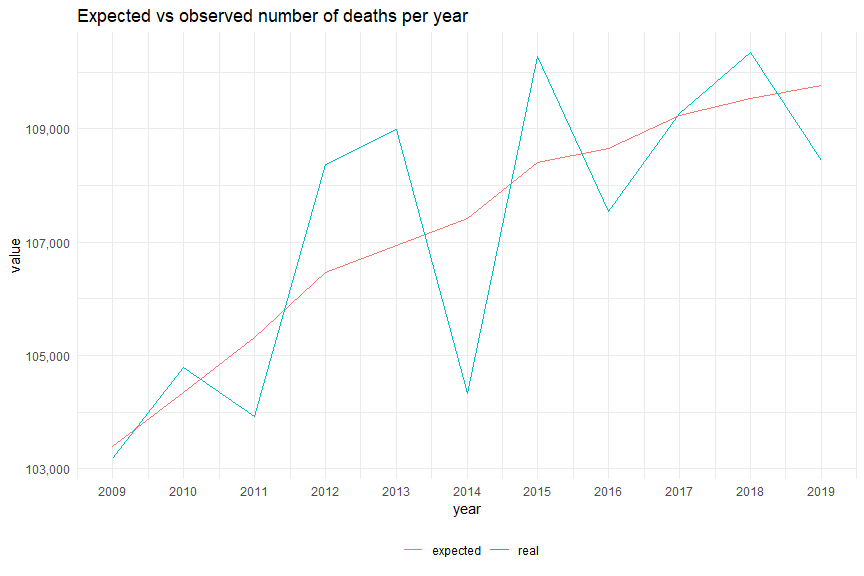 Expected vs observed number of deaths per year
109,000
107,000
105,000
103,000
value
2009 2010 2011 2012 2013 2014 2015 2016 2017 2018 2019
year
expected real